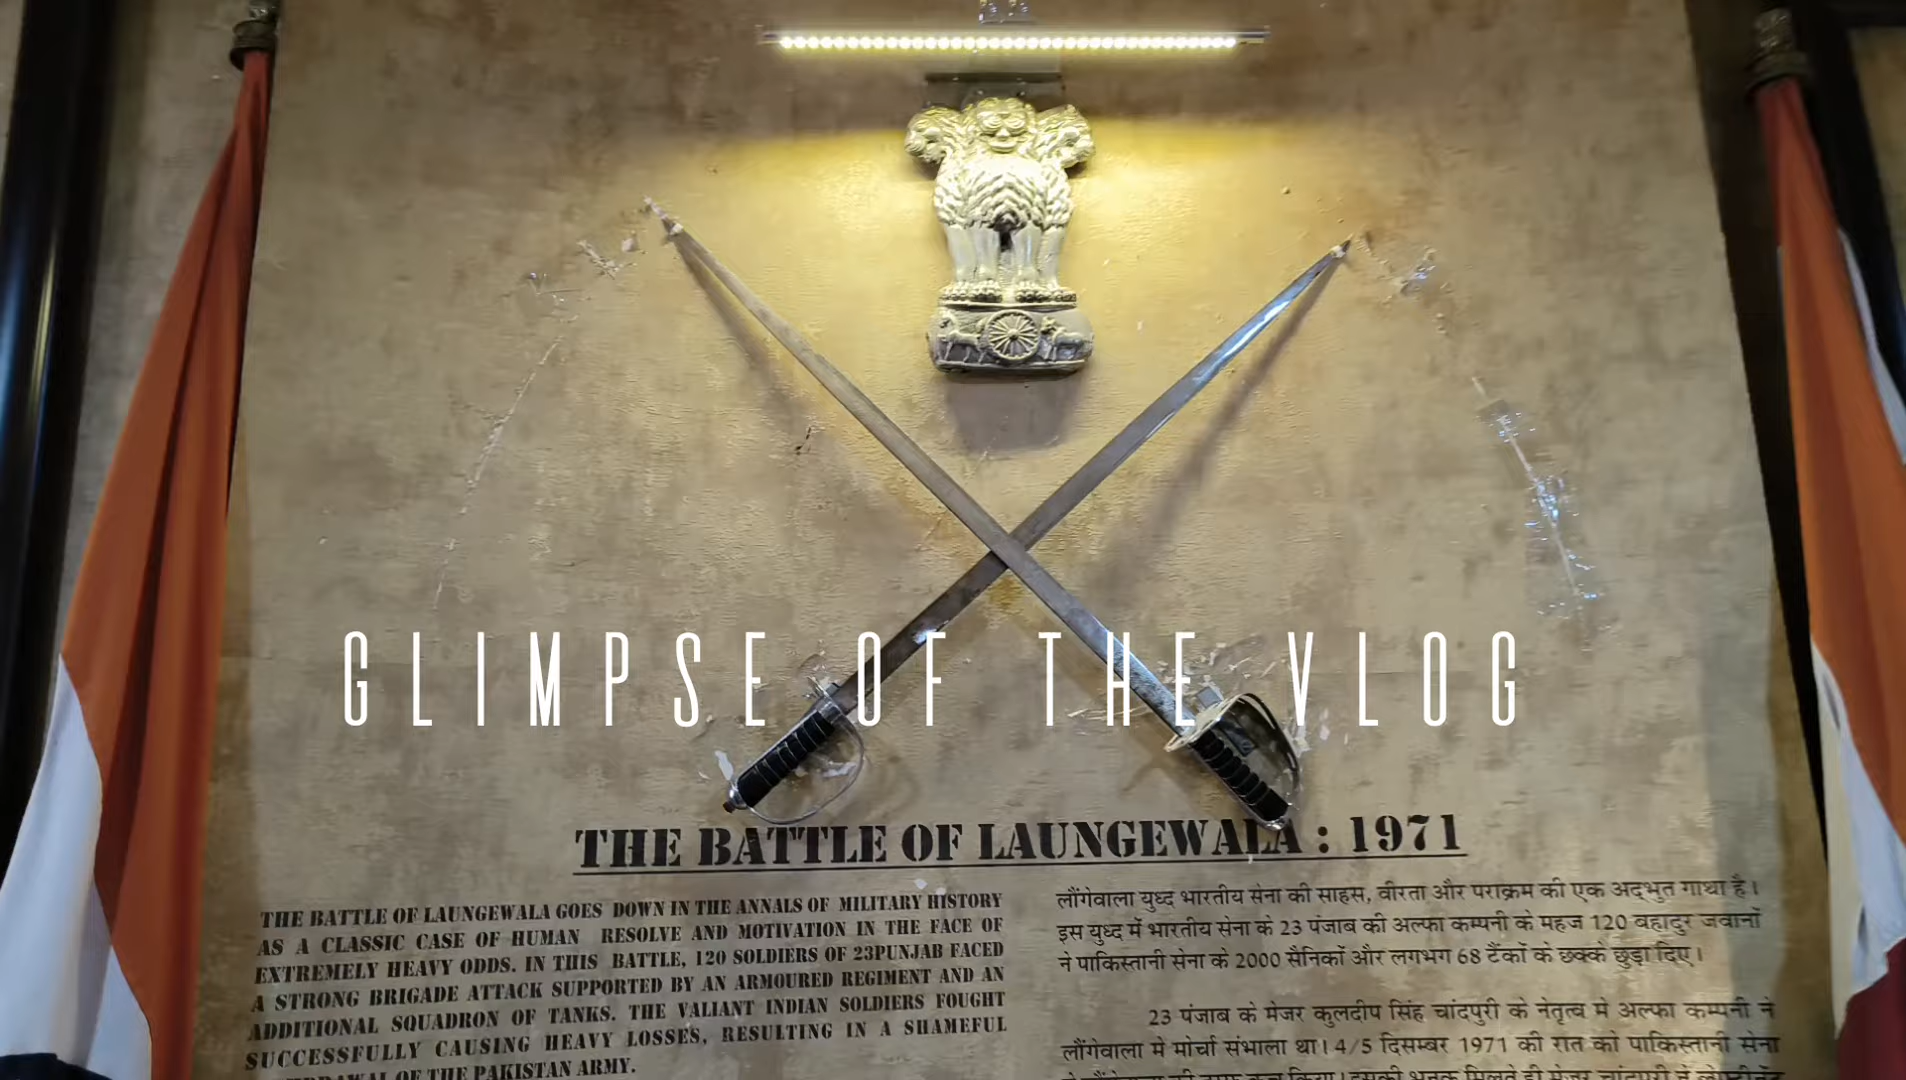 GLIMPSE OF THE VLOG
THE BATTLE OF LAUNGEWALA : 1971
THE BATTLE OF LAUNGEWALA GOES DOWN IN THE ANNALS OF MILITARY HISTORY
AS A CLASSIC CASE OF HUMAN RESOLVE AND MOTIVATION IN THE FACE OF
EXTREMELY HEAVY ODDS. IN THIS BATTLE, 120 SOLDIERS OF 23PUNJAB FACED
A STRONG BRIGADE ATTACK SUPPORTED BY AN ARMOURED REGIMENT AND AN
ADDITIONAL SQUADRON OF TANKS. THE VALIANT INDIAN SOLDIERS FOUGHT
SUCCESSFULLY CAUSING HEAVY LOSSES, RESULTING IN A SHAMEFUL
OF THE PAKISTAN ARMY.
लौंगेवाला युध्द भारतीय सेना की साहस, वीरता और पराक्रम की एक अद्भुत गाथा है।
इस युध्द में भारतीय सेना के 23 पंजाब की अल्फा कम्पनी के महज 120 बहादुर जवानों
ने पाकिस्तानी सेना के 2000 सैनिकों और लगभग 68 टैंकों के छक्के छुड़ा दिए।
23 पंजाब के मेजर कुलदीप सिंह चांदपुरी के नेतृत्व में अल्फा कम्पनी ने
लौंगेवाला में मोर्चा संभाला था। 4/5 दिसम्बर 1971 की रात को पाकिस्तानी सेना